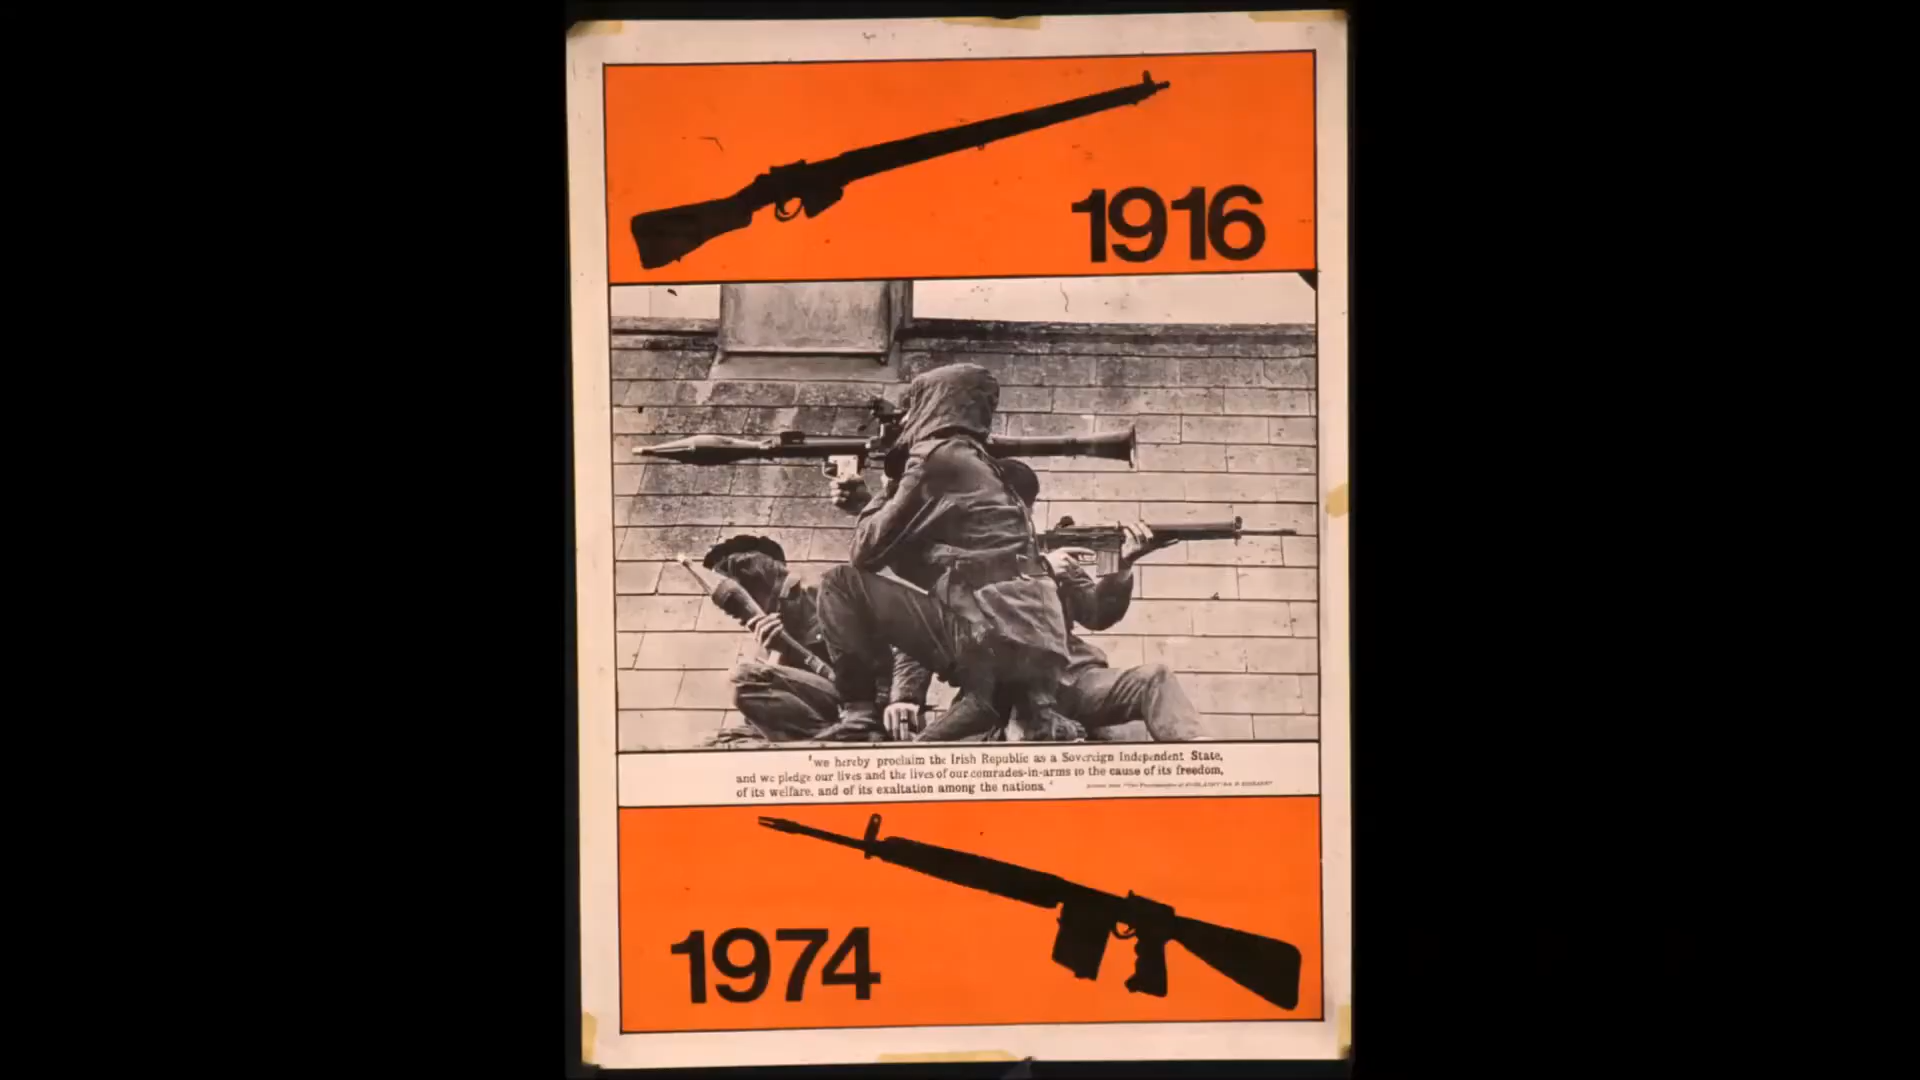 1916
'we hereby proclaim the Irish Republic as a Sovereign Independent State,
and we pledge our lives and the lives of our comrades-in-arms to the cause of its freedom,
of its welfare, and of its exaltation among the nations.'
1974